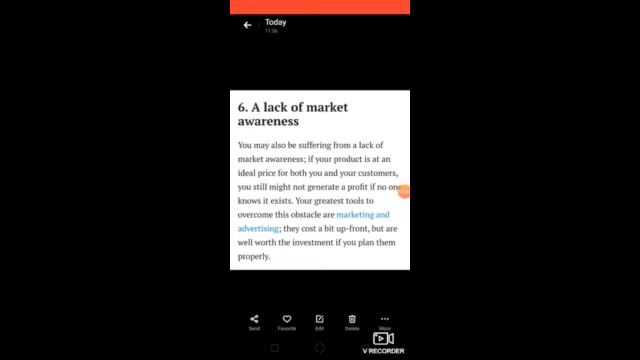 Today
11:36
6. A lack of market
awareness
You may also be suffering from a lack of
market awareness; if your product is at an
ideal price for both you and your customers,
you still might not generate a profit if no one
knows it exists. Your greatest tools to
overcome this obstacle are marketing and
advertising; they cost a bit up-front, but are
well worth the investment if you plan them
properly.
Send Favorite Edit Delete More
V RECORDER